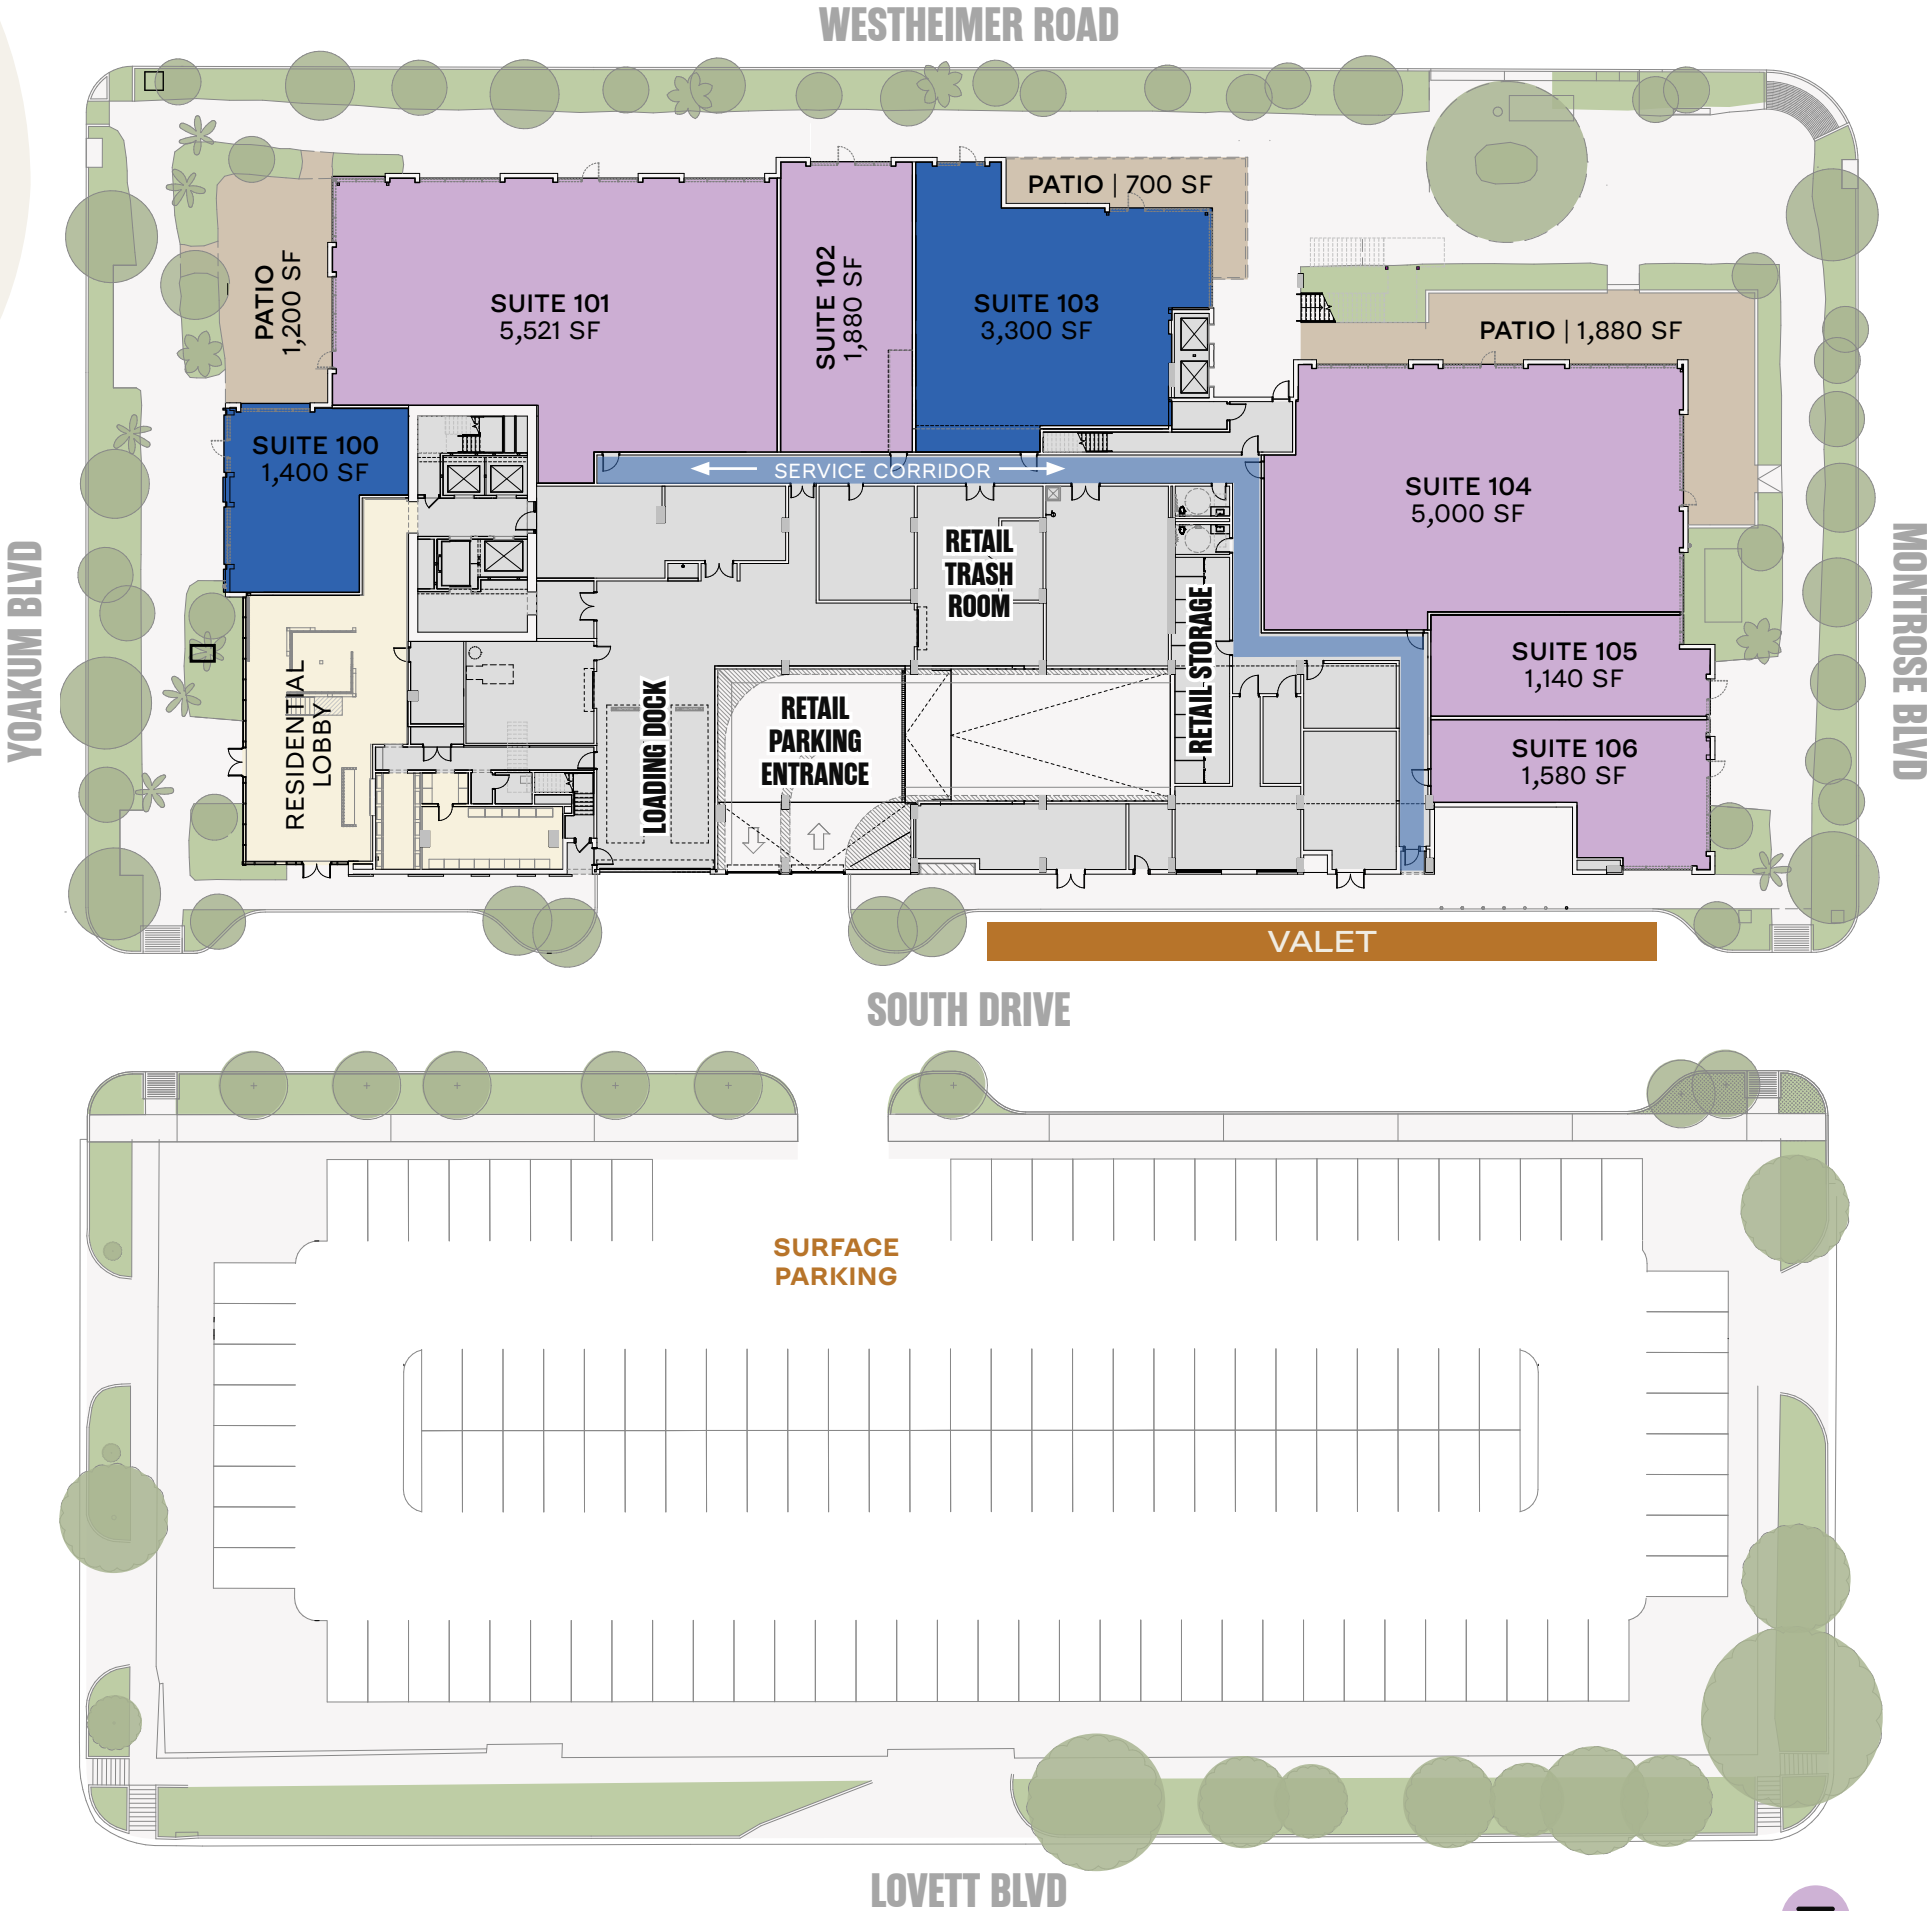 WESTHEIMER ROAD
PATIO | 700 SF
PATIO
1,200 SF
SUITE 101
5,521 SF
SUITE 102
1,880 SF
SUITE 103
3,300 SF
PATIO | 1,880 SF
SUITE 100
1,400 SF
SERVICE CORRIDOR
SUITE 104
5,000 SF
RETAIL
TRASH
ROOM
YOAKUM BLVD
MONTROSE BLVD
RESIDENTIAL
LOBBY
LOADING DOCK
RETAIL
PARKING
ENTRANCE
RETAIL STORAGE
SUITE 105
1,140 SF
SUITE 106
1,580 SF
VALET
SOUTH DRIVE
SURFACE
PARKING
LOVETT BLVD